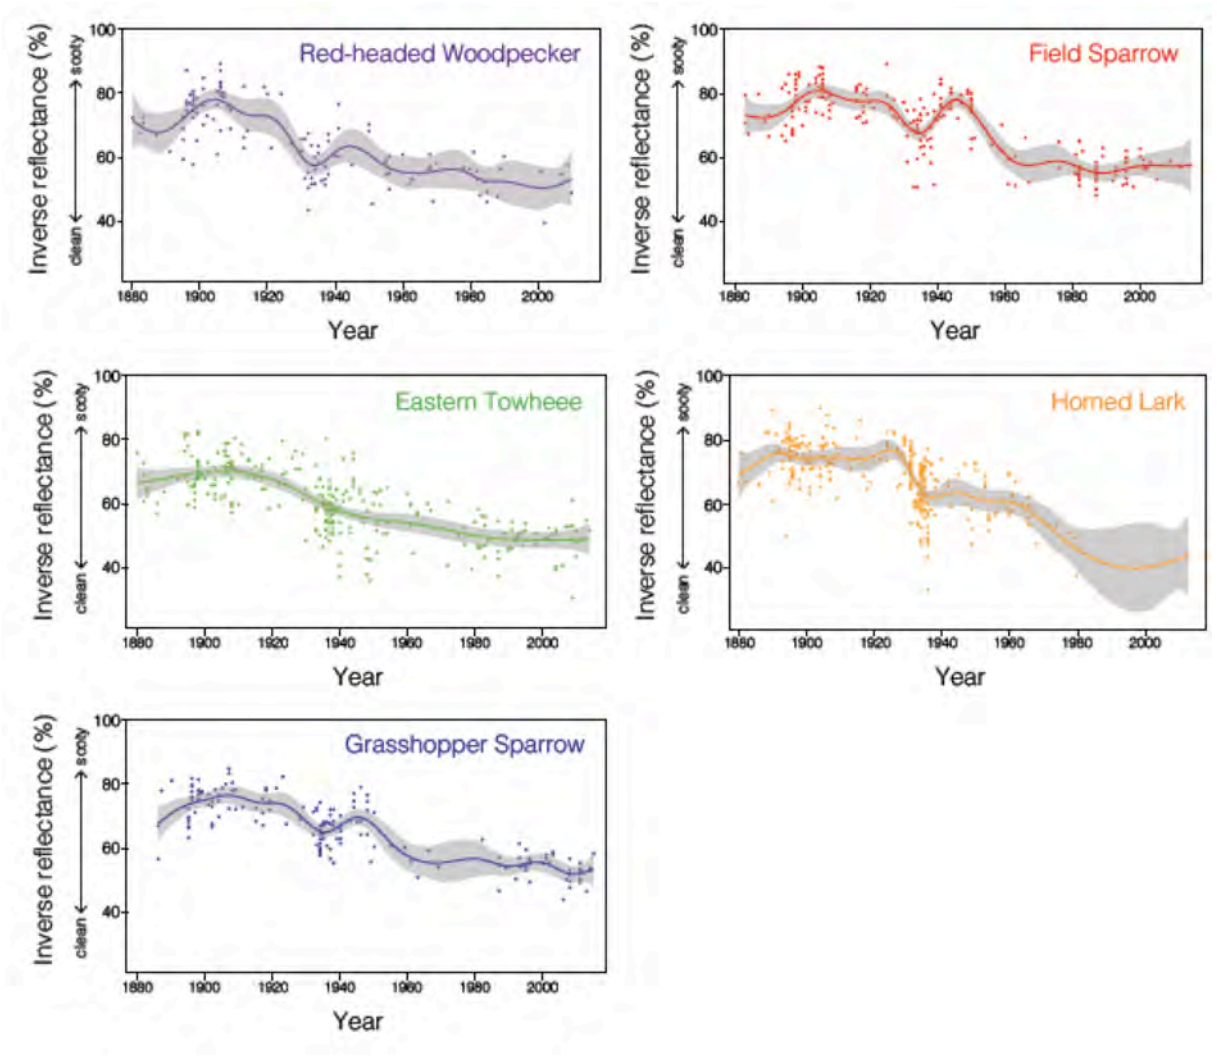 Red-headed Woodpecker
Inverse reflectance (%)
clean ← → sooty
100
80
60
40
1880 1900 1920 1940 1960 1980 2000
Year
Field Sparrow
Inverse reflectance (%)
clean ← → sooty
100
80
60
40
1880 1900 1920 1940 1960 1980 2000
Year
Eastern Towheee
Inverse reflectance (%)
clean ← → sooty
100
80
60
40
1880 1900 1920 1940 1960 1980 2000
Year
Horned Lark
Inverse reflectance (%)
clean ← → sooty
100
80
60
40
1880 1900 1920 1940 1960 1980 2000
Year
Grasshopper Sparrow
Inverse reflectance (%)
clean ← → sooty
100
80
60
40
1880 1900 1920 1940 1960 1980 2000
Year